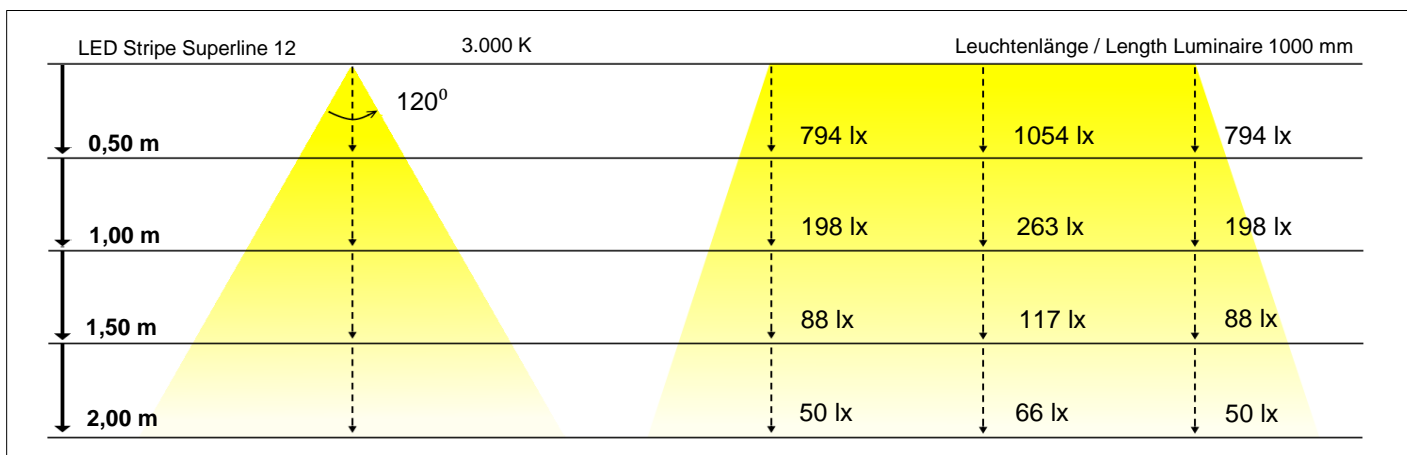 LED Stripe Superline 12 3.000 K Leuchtenlänge / Length Luminaire 1000 mm
120⁰
0,50 m 794 lx 1054 lx 794 lx
1,00 m 198 lx 263 lx 198 lx
1,50 m 88 lx 117 lx 88 lx
2,00 m 50 lx 66 lx 50 lx